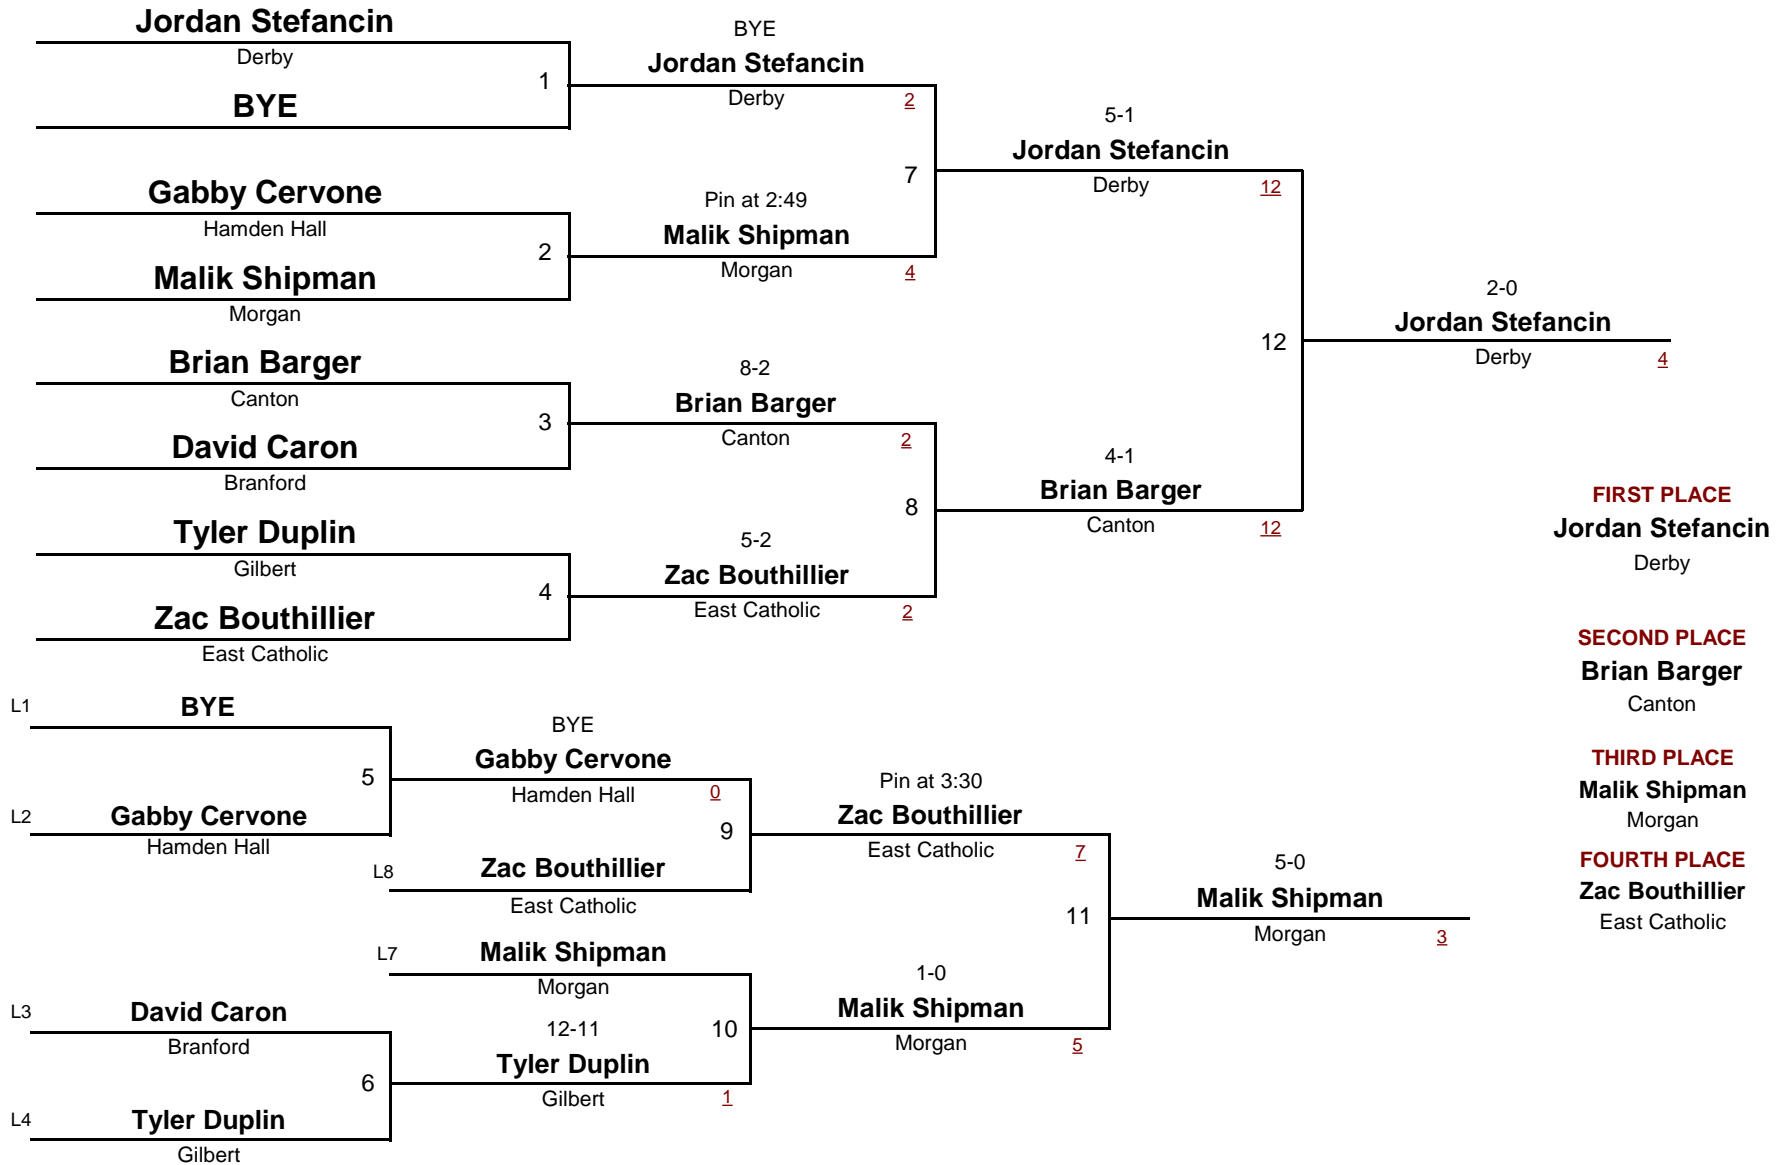 Jordan Stefancin
Derby
1
BYE
Gabby Cervone
Hamden Hall
2
Malik Shipman
Morgan
Brian Barger
Canton
3
David Caron
Branford
Tyler Duplin
Gilbert
4
Zac Bouthillier
East Catholic
BYE
Jordan Stefancin
Derby 2
7
Pin at 2:49
Malik Shipman
Morgan 4
8-2
Brian Barger
Canton 2
8
5-2
Zac Bouthillier
East Catholic 2
5-1
Jordan Stefancin
Derby 12
12
4-1
Brian Barger
Canton 12
2-0
Jordan Stefancin
Derby 4
FIRST PLACE
Jordan Stefancin
Derby
SECOND PLACE
Brian Barger
Canton
THIRD PLACE
Malik Shipman
Morgan
FOURTH PLACE
Zac Bouthillier
East Catholic
L1 BYE
5
L2 Gabby Cervone
Hamden Hall
L3 David Caron
Branford
6
L4 Tyler Duplin
Gilbert
BYE
Gabby Cervone
Hamden Hall 0
9
L8 Zac Bouthillier
East Catholic
L7 Malik Shipman
Morgan
12-11 10
Tyler Duplin
Gilbert 1
Pin at 3:30
Zac Bouthillier
East Catholic 7
11
1-0
Malik Shipman
Morgan 5
5-0
Malik Shipman
Morgan 3